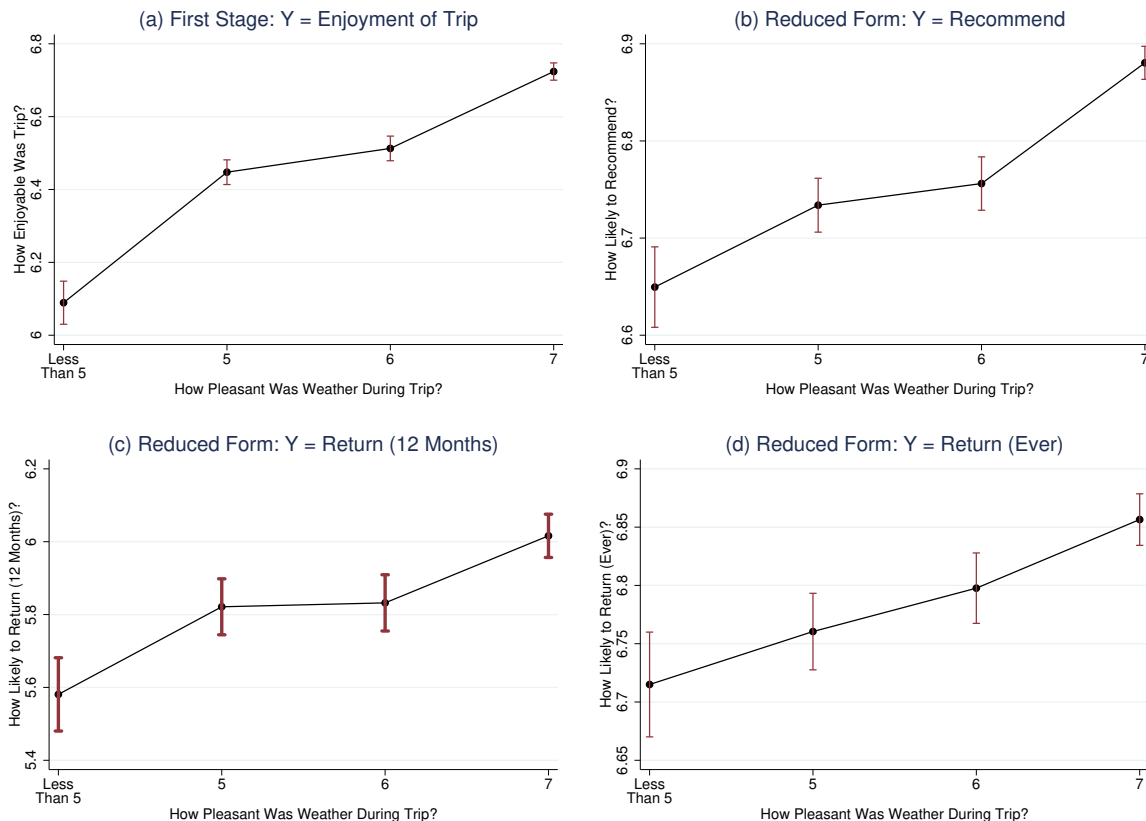 (a) First Stage: Y = Enjoyment of Trip
How Enjoyable Was Trip?
6.8
6.6
6.4
6.2
6
Less
Than 5
5
6
7
How Pleasant Was Weather During Trip?
(b) Reduced Form: Y = Recommend
How Likely to Recommend?
6.9
6.8
6.7
6.6
Less
Than 5
5
6
7
How Pleasant Was Weather During Trip?
(c) Reduced Form: Y = Return (12 Months)
How Likely to Return (12 Months)?
6.2
6
5.8
5.6
5.4
Less
Than 5
5
6
7
How Pleasant Was Weather During Trip?
(d) Reduced Form: Y = Return (Ever)
How Likely to Return (Ever)?
6.9
6.85
6.8
6.75
6.7
6.65
Less
Than 5
5
6
7
How Pleasant Was Weather During Trip?